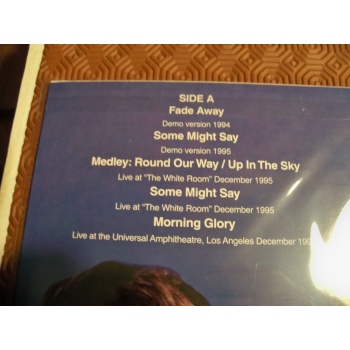 SIDE A
Fade Away
Demo version 1994
Some Might Say
Demo version 1995
Medley: Round Our Way / Up In The Sky
Live at "The White Room" December 1995
Some Might Say
Live at "The White Room" December 1995
Morning Glory
Live at the Universal Amphitheatre, Los Angeles December